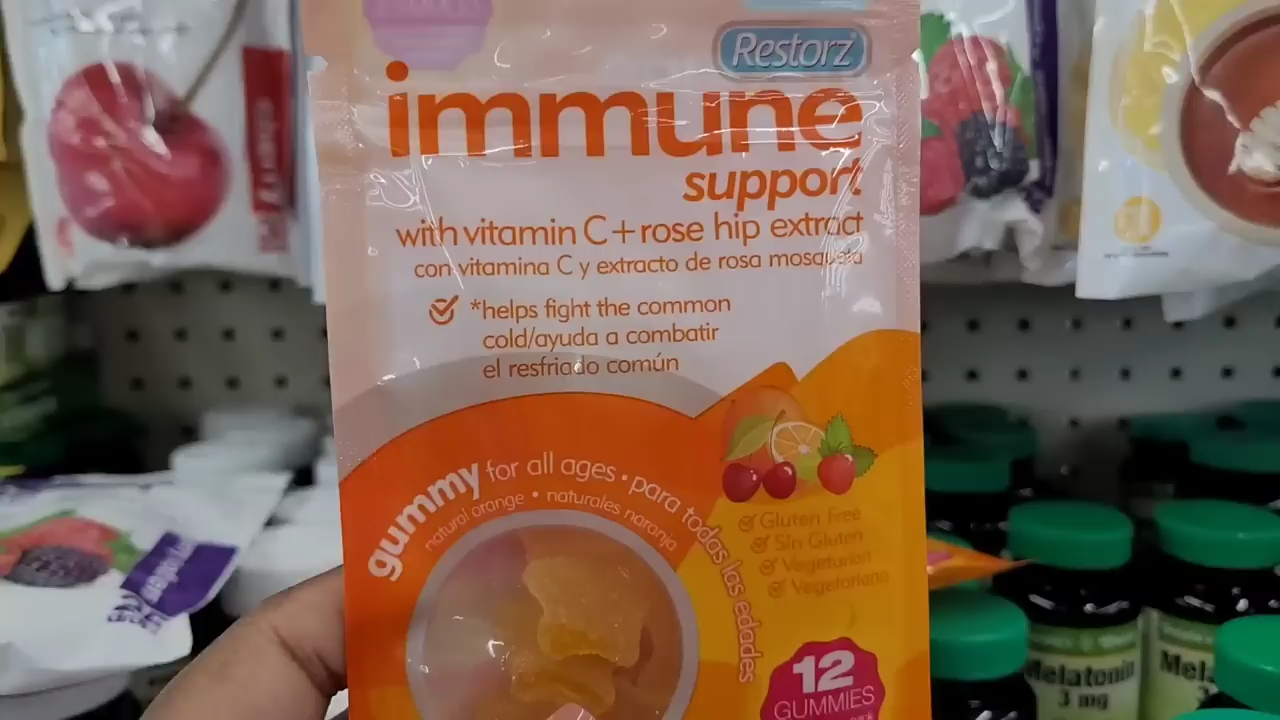 Restorz
immune
support
with vitamin C + rose hip extract
con vitamina C y extracto de rosa mosqueta
*helps fight the common
cold/ayuda a combatir
el resfriado común
gummy for all ages • para todas las edades
natural orange • naturales naranja
Gluten Free
Sin Gluten
Vegetarian
Vegetariano
12
GUMMIES
Melatonin
3 mg